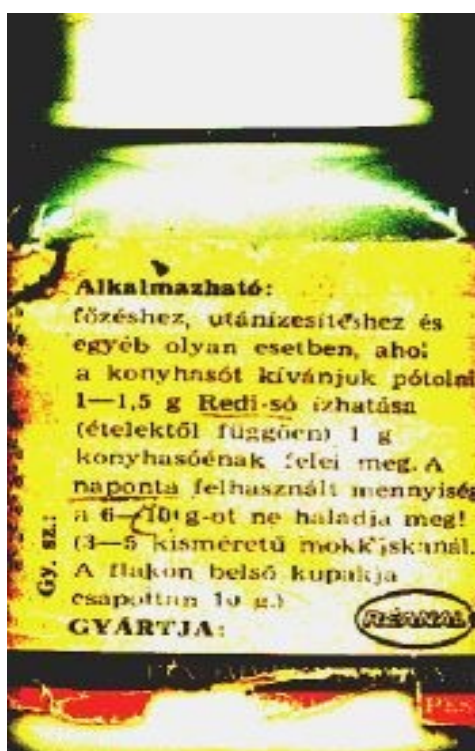 Alkalmazható:
főzéshez, utánízesítéshez és
egyéb olyan esetben, ahol
a konyhasót kívánjuk pótolni
1—1,5 g Redi-só ízhatása
(ételektől függően) 1 g
konyhasóénak felel meg. A
naponta felhasznált mennyiség
a 6—10 g-ot ne haladja meg!
(3—5 kisméretű mokkáskanál.
A flakon belső kupakja
csapottan 10 g.)
GYÁRTJA:
REANAL
Gy. sz.: